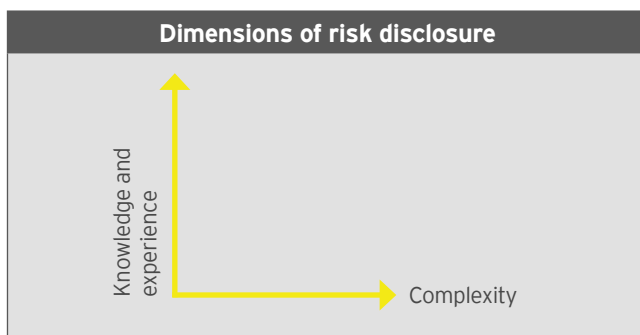 Dimensions of risk disclosure
Knowledge and
experience
Complexity